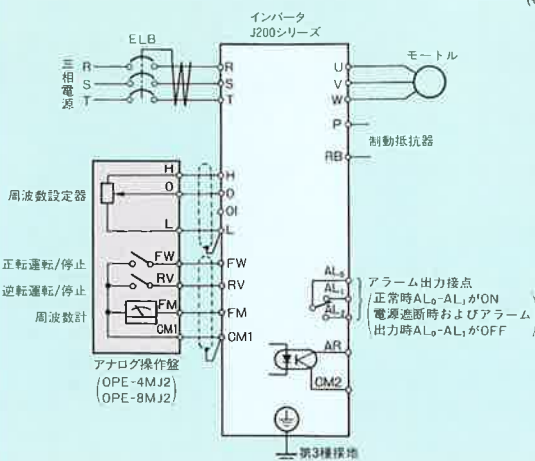 インバータ
J200シリーズ
ELB
三相電源
R
S
T
R
S
T
U
V
W
モートル
P
制動抵抗器
RB
周波数設定器
H
O
L
H
O
OI
L
正転運転/停止
FW
FW
逆転運転/停止
RV
RV
周波数計
FM
FM
CM1
CM1
アナログ操作盤
(OPE-4MJ2)
(OPE-8MJ2)
AL₀
AL₁
AL₂
アラーム出力接点
正常時AL₀-AL₁がON
電源遮断時およびアラーム
出力時AL₀-AL₁がOFF
AR
CM2
第3種接地